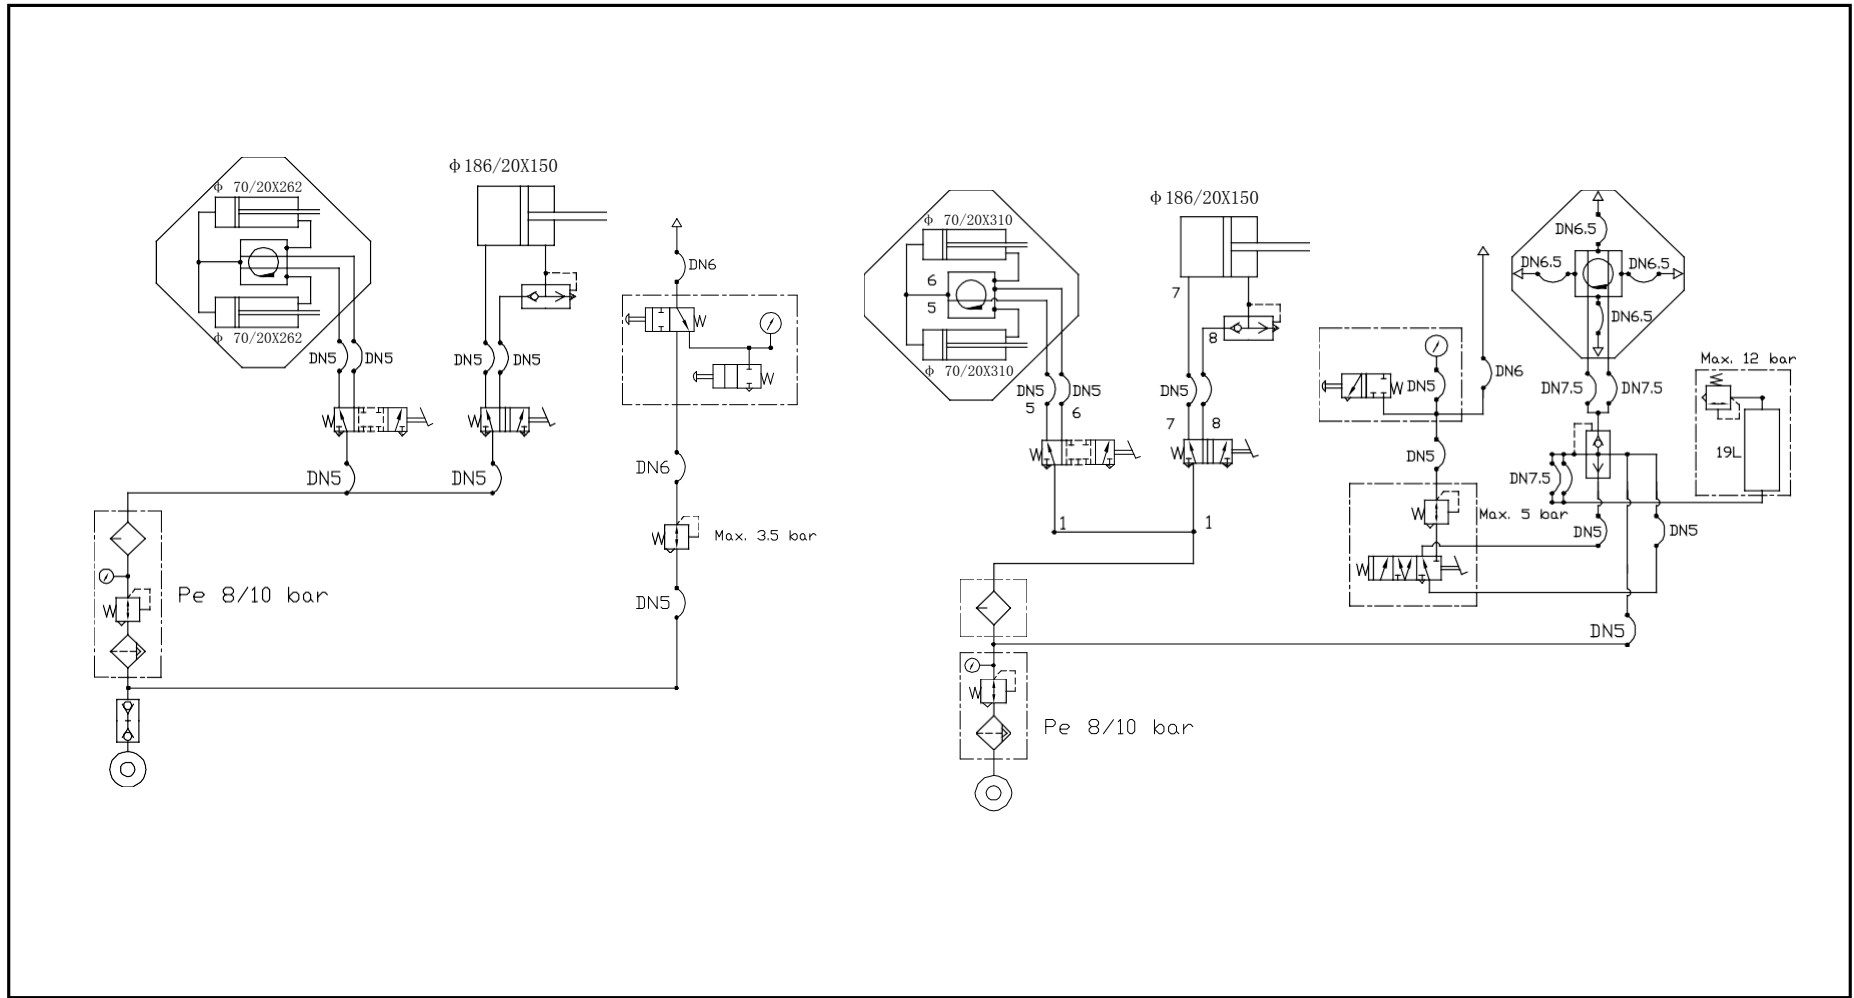 ϕ 186/20X150
ϕ 70/20X262
ϕ 70/20X262
DN5
DN5
DN5
DN5
DN5
DN5
DN6
DN6
Max. 3.5 bar
DN5
Pe 8/10 bar
ϕ 186/20X150
ϕ 70/20X310
6
5
ϕ 70/20X310
7
8
DN5
DN5
5
6
DN5
7
8
1
1
DN6.5
DN6.5
DN6.5
DN6.5
DN5
DN6
DN7.5
DN7.5
Max. 12 bar
19L
DN5
DN7.5
Max. 5 bar
DN5
DN5
DN5
Pe 8/10 bar